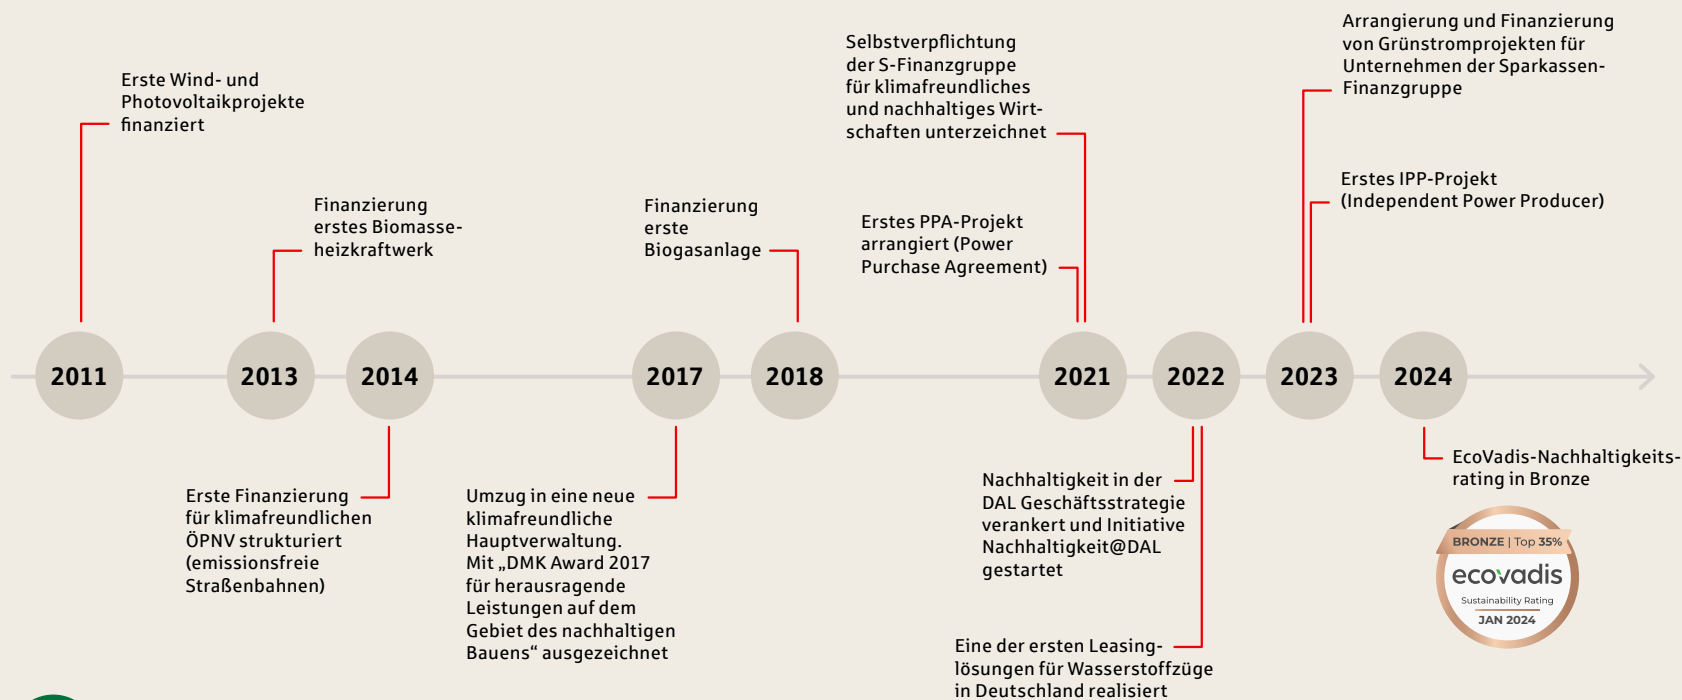 Erste Wind- und
Photovoltaikprojekte
finanziert
Finanzierung
erstes Biomasse-
heizkraftwerk
Finanzierung
erste
Biogasanlage
Selbstverpflichtung
der S-Finanzgruppe
für klimafreundliches
und nachhaltiges Wirt-
schaften unterzeichnet
Erstes PPA-Projekt
arrangiert (Power
Purchase Agreement)
Arrangierung und Finanzierung
von Grünstromprojekten für
Unternehmen der Sparkassen-
Finanzgruppe
Erstes IPP-Projekt
(Independent Power Producer)
2011
2013
2014
2017
2018
2021
2022
2023
2024
Erste Finanzierung
für klimafreundlichen
ÖPNV strukturiert
(emissionsfreie
Straßenbahnen)
Umzug in eine neue
klimafreundliche
Hauptverwaltung.
Mit „DMK Award 2017
für herausragende
Leistungen auf dem
Gebiet des nachhaltigen
Bauens“ ausgezeichnet
Nachhaltigkeit in der
DAL Geschäftsstrategie
verankert und Initiative
Nachhaltigkeit@DAL
gestartet
Eine der ersten Leasing-
lösungen für Wasserstoffzüge
in Deutschland realisiert
EcoVadis-Nachhaltigkeits-
rating in Bronze
BRONZE | Top 35%
ecovadis
Sustainability Rating
JAN 2024